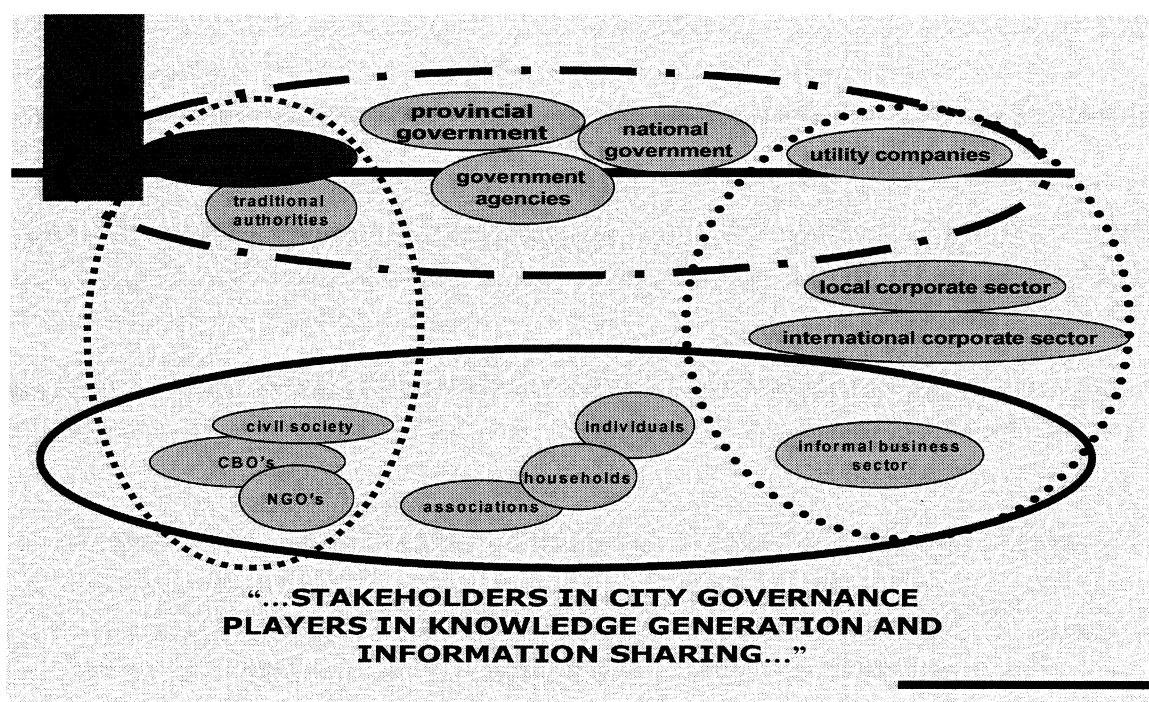 provincial
government
national
government
utility companies
government
agencies
traditional
authorities
local corporate sector
international corporate sector
civil society
individuals
informal business
sector
CBO's
households
NGO's
associations
“...STAKEHOLDERS IN CITY GOVERNANCE
PLAYERS IN KNOWLEDGE GENERATION AND
INFORMATION SHARING...”